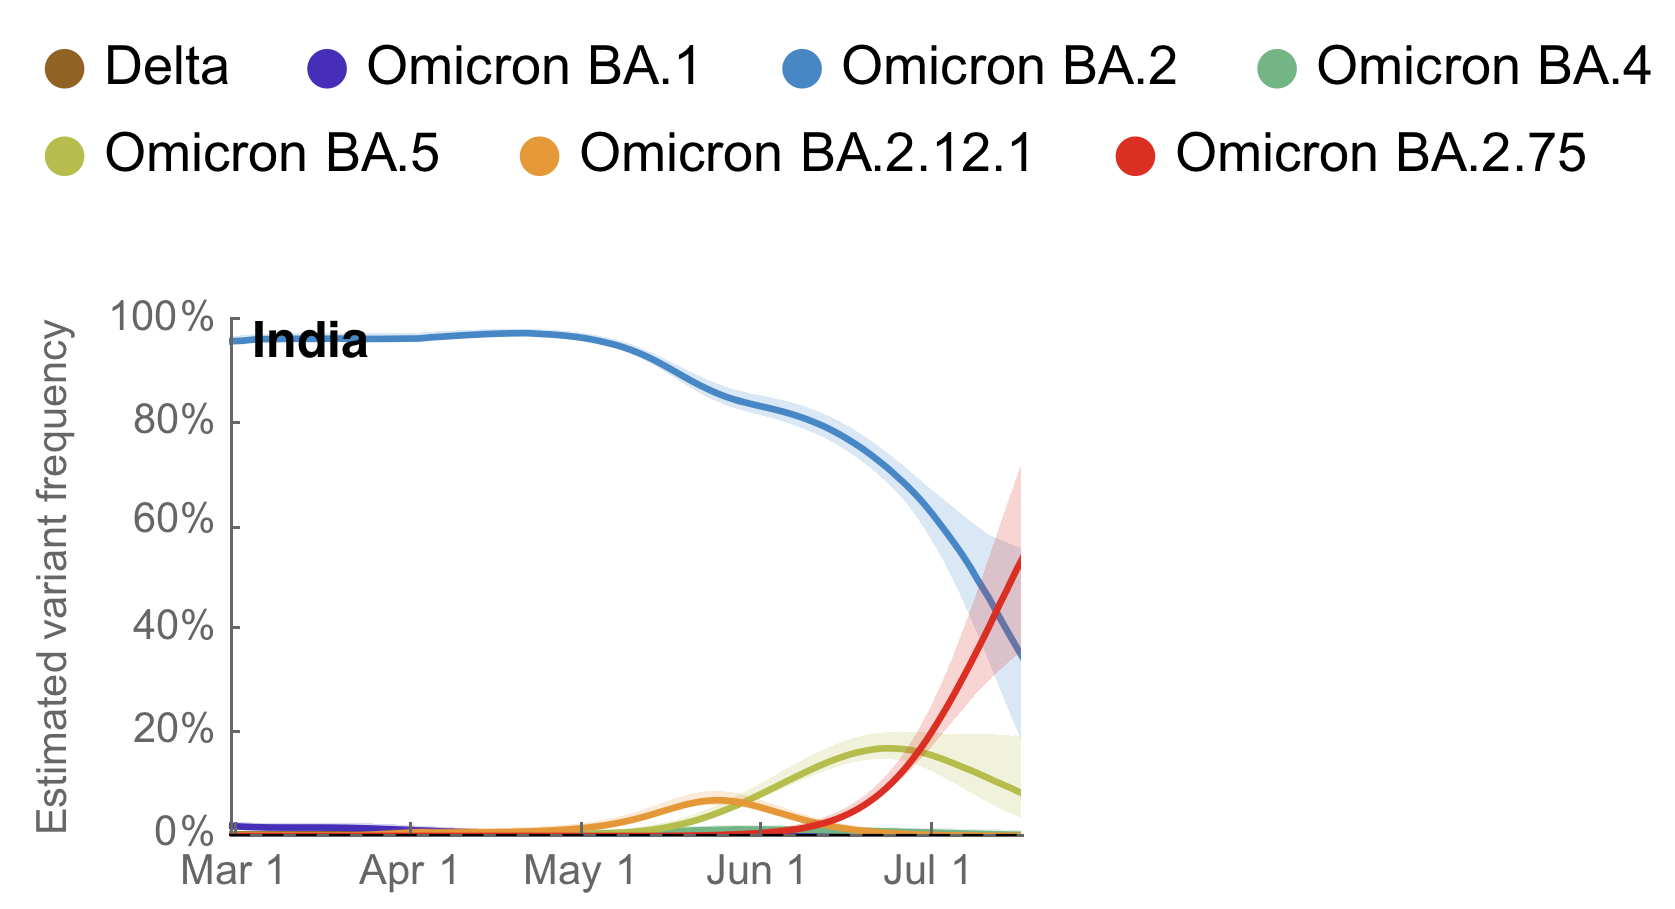 Delta Omicron BA.1 Omicron BA.2 Omicron BA.4
Omicron BA.5 Omicron BA.2.12.1 Omicron BA.2.75
India
Estimated variant frequency
100%
80%
60%
40%
20%
0%
Mar 1 Apr 1 May 1 Jun 1 Jul 1